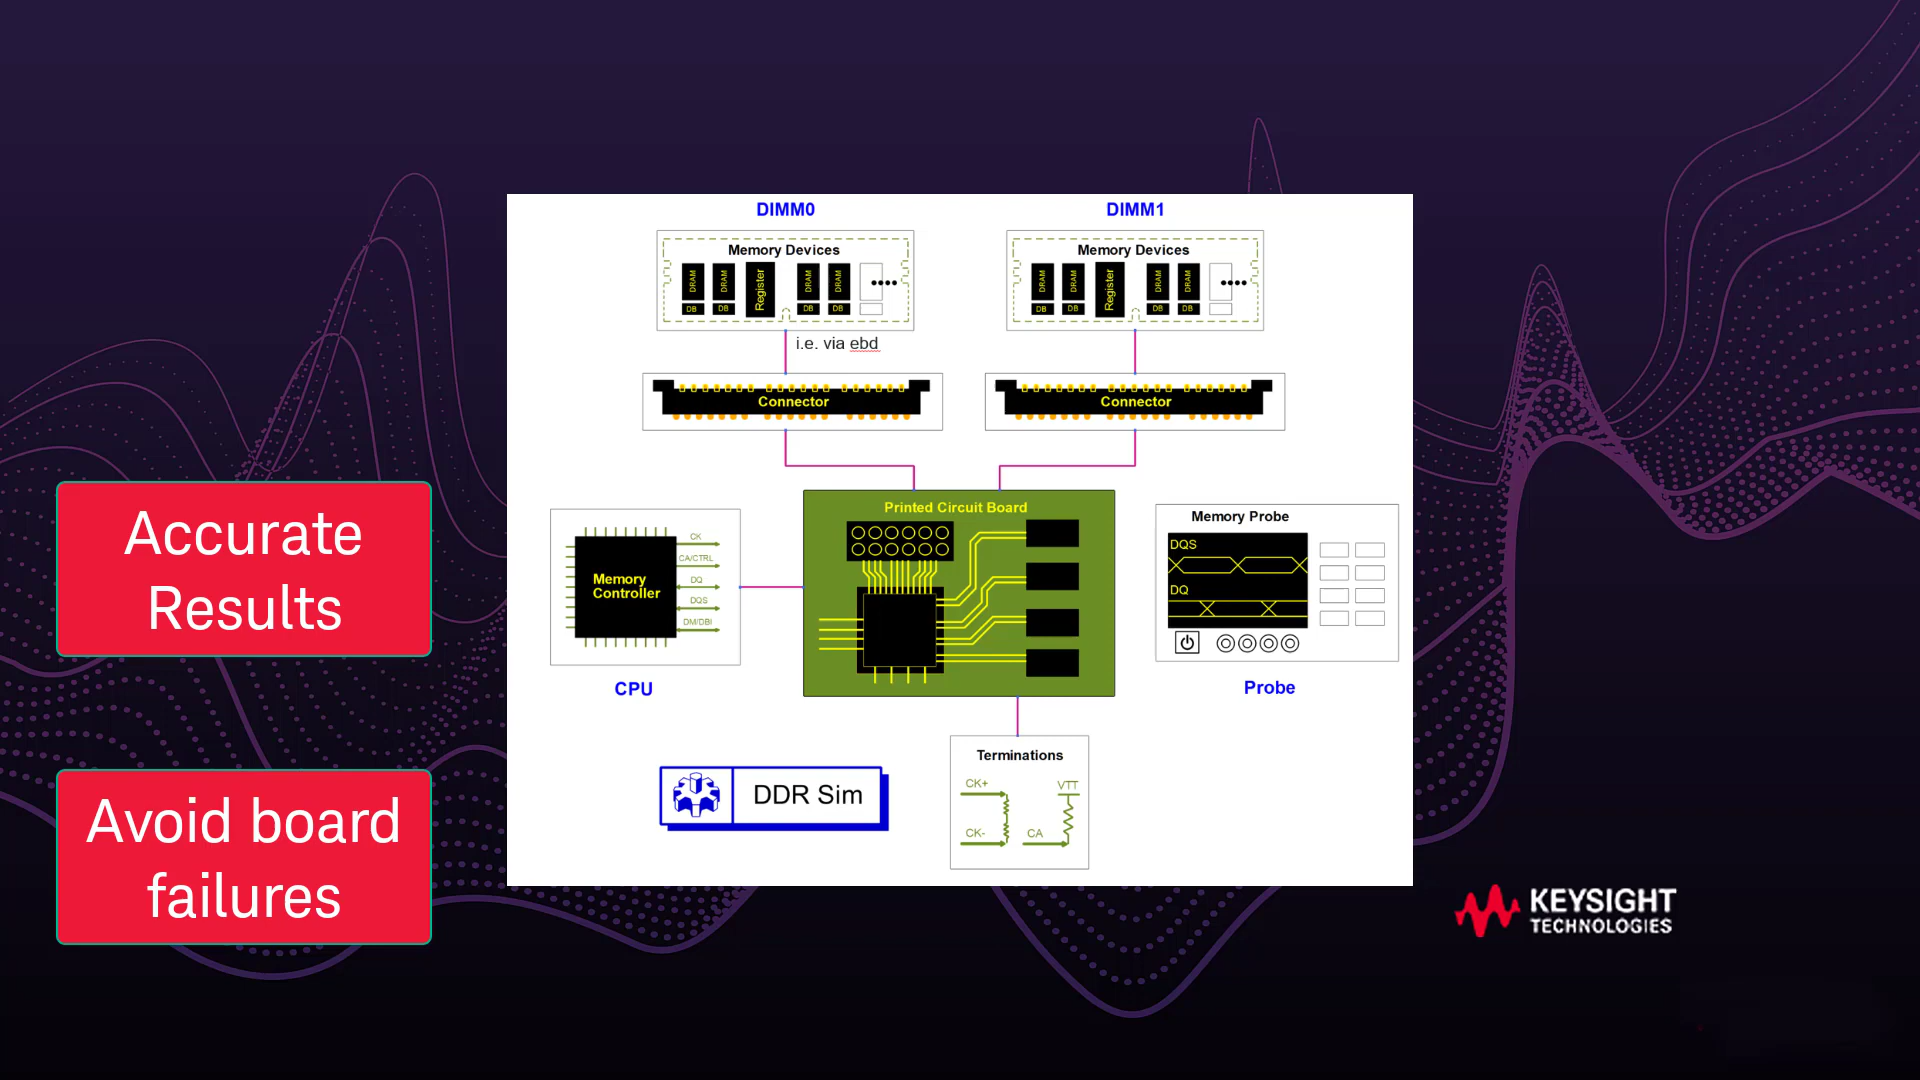 DIMM0
DIMM1
Memory Devices
DRAM DRAM Register DRAM DRAM
DB DB DB DB
Memory Devices
DRAM DRAM Register DRAM DRAM
DB DB DB DB
i.e. via ebd
Connector
Connector
Accurate
Results
Memory
Controller
CK
CA/CTRL
DQ
DQS
DM/DBI
CPU
Printed Circuit Board
Memory Probe
DQS
DQ
Probe
Avoid board
failures
DDR Sim
Terminations
CK+
VTT
CK-
CA
KEYSIGHT
TECHNOLOGIES